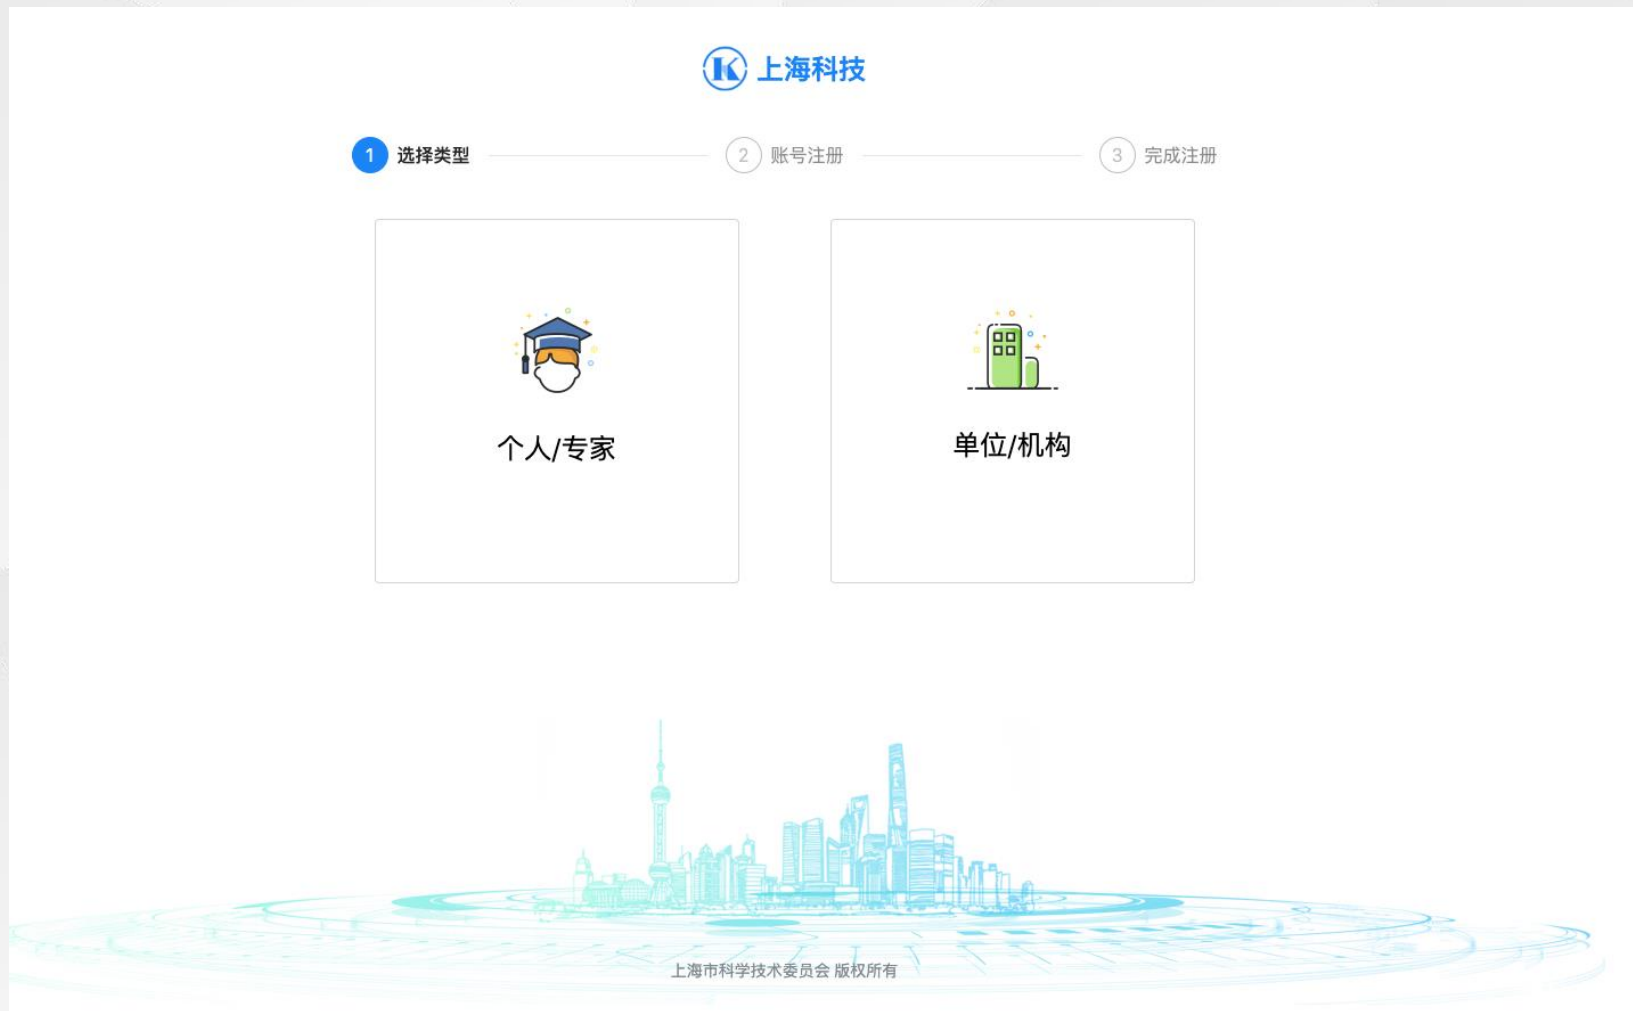 上海科技
1 选择类型
2 账号注册
3 完成注册
个人/专家
单位/机构
上海市科学技术委员会 版权所有